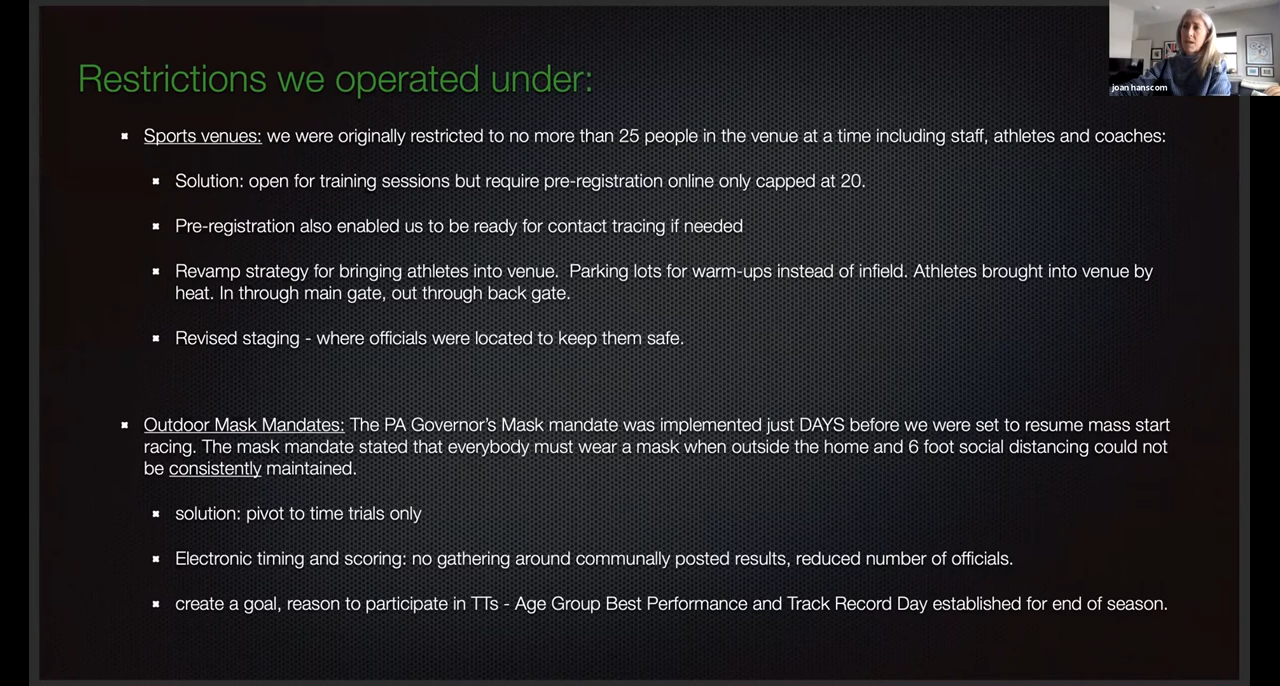 Restrictions we operated under:
joan hanscom
Sports venues: we were originally restricted to no more than 25 people in the venue at a time including staff, athletes and coaches:
Solution: open for training sessions but require pre-registration online only capped at 20.
Pre-registration also enabled us to be ready for contact tracing if needed
Revamp strategy for bringing athletes into venue.  Parking lots for warm-ups instead of infield. Athletes brought into venue by
heat. In through main gate, out through back gate.
Revised staging - where officials were located to keep them safe.
Outdoor Mask Mandates: The PA Governor's Mask mandate was implemented just DAYS before we were set to resume mass start
racing. The mask mandate stated that everybody must wear a mask when outside the home and 6 foot social distancing could not
be consistently maintained.
solution: pivot to time trials only
Electronic timing and scoring: no gathering around communally posted results, reduced number of officials.
create a goal, reason to participate in TTs - Age Group Best Performance and Track Record Day established for end of season.